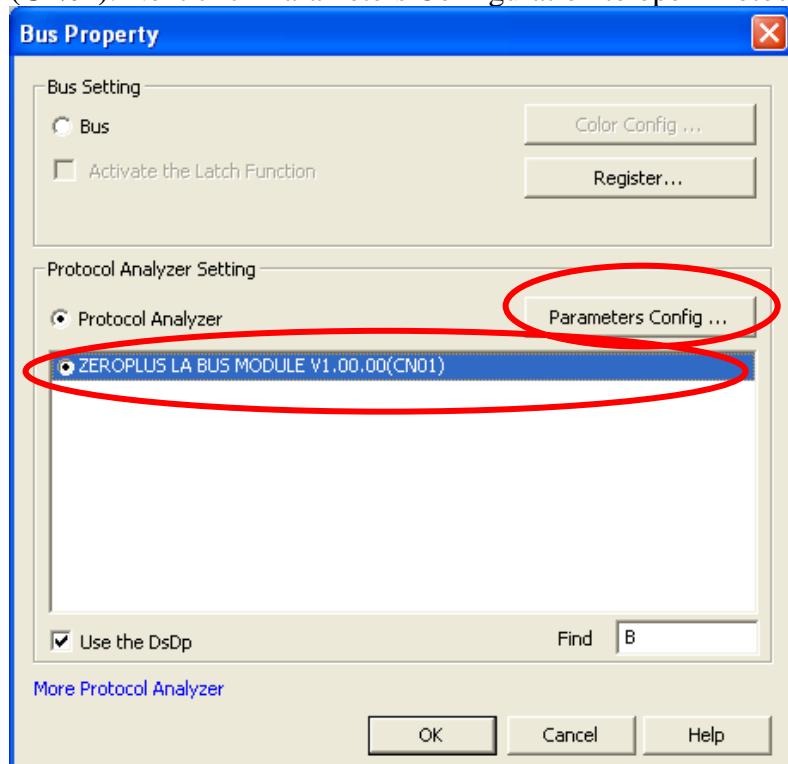 Bus Property
Bus Setting
Bus
Color Config ...
Activate the Latch Function
Register...
Protocol Analyzer Setting
Protocol Analyzer
Parameters Config ...
ZEROPLUS LA BUS MODULE V1.00.00(CN01)
Use the DsDp
Find B
More Protocol Analyzer
OK Cancel Help